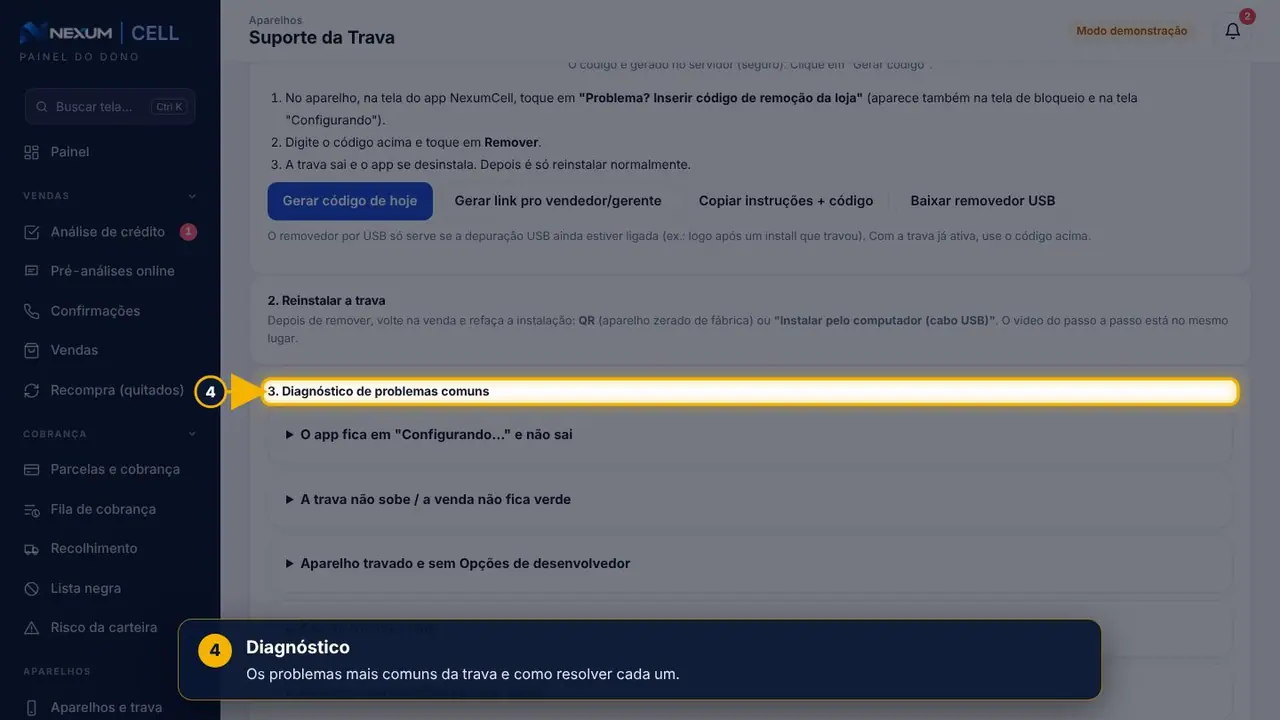 NEXUM | CELL
PAINEL DO DONO
Buscar tela... Ctrl K
Painel
VENDAS
Análise de crédito 1
Pré-análises online
Confirmações
Vendas
Recompra (quitados)
COBRANÇA
Parcelas e cobrança
Fila de cobrança
Recolhimento
Lista negra
Risco da carteira
APARELHOS
Aparelhos e trava
Aparelhos
Suporte da Trava
Modo demonstração
2
O código é gerado no servidor (seguro). Clique em "Gerar código".
1. No aparelho, na tela do app NexumCell, toque em "Problema? Inserir código de remoção da loja" (aparece também na tela de bloqueio e na tela
"Configurando").
2. Digite o código acima e toque em Remover.
3. A trava sai e o app se desinstala. Depois é só reinstalar normalmente.
Gerar código de hoje
Gerar link pro vendedor/gerente
Copiar instruções + código
Baixar removedor USB
O removedor por USB só serve se a depuração USB ainda estiver ligada (ex.: logo após um install que travou). Com a trava já ativa, use o código acima.
2. Reinstalar a trava
Depois de remover, volte na venda e refaça a instalação: QR (aparelho zerado de fábrica) ou "Instalar pelo computador (cabo USB)". O vídeo do passo a passo está no mesmo
lugar.
4
3. Diagnóstico de problemas comuns
O app fica em "Configurando..." e não sai
A trava não sobe / a venda não fica verde
Aparelho travado e sem Opções de desenvolvedor
4
Diagnóstico
Os problemas mais comuns da trava e como resolver cada um.